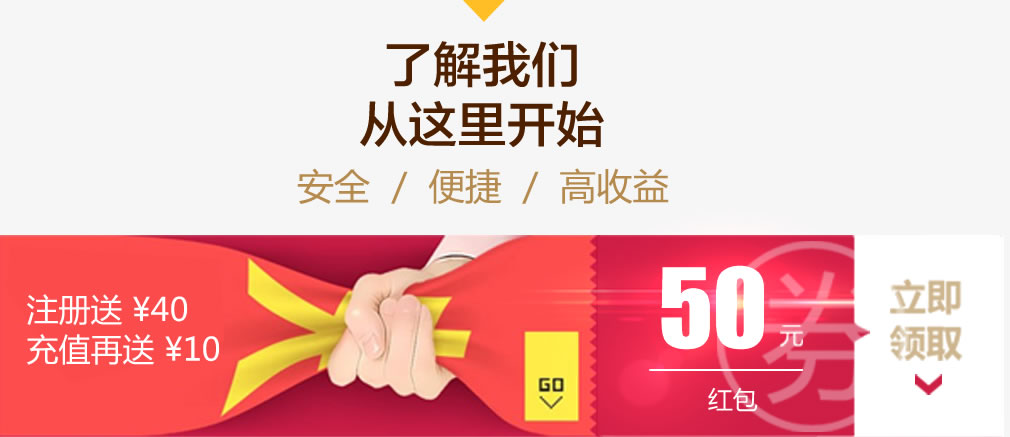 了解我们
从这里开始
安全 / 便捷 / 高收益
注册送 ¥40
充值再送 ¥10
GO
50 元
红包
券
立即
领取